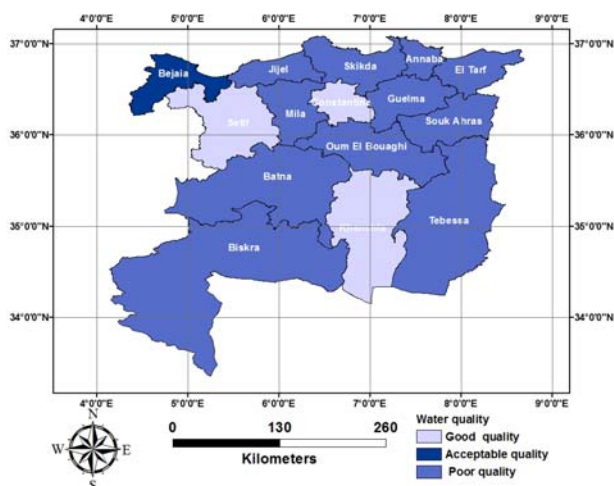 4°0'0"E 5°0'0"E 6°0'0"E 7°0'0"E 8°0'0"E
37°0'0"N 37°0'0"N
Bejaia Jijel Skikda Annaba El Tarf
Setif Mila Constantine Guelma Souk Ahras
36°0'0"N 36°0'0"N
Oum El Bouaghi
Batna
Khenchla Tebessa
35°0'0"N 35°0'0"N
Biskra
34°0'0"N 34°0'0"N
4°0'0"E 5°0'0"E 6°0'0"E 7°0'0"E 8°0'0"E 9°0'0"E
N
W E
S
0 130 260
Kilometers
Water quality
Good quality
Acceptable quality
Poor quality